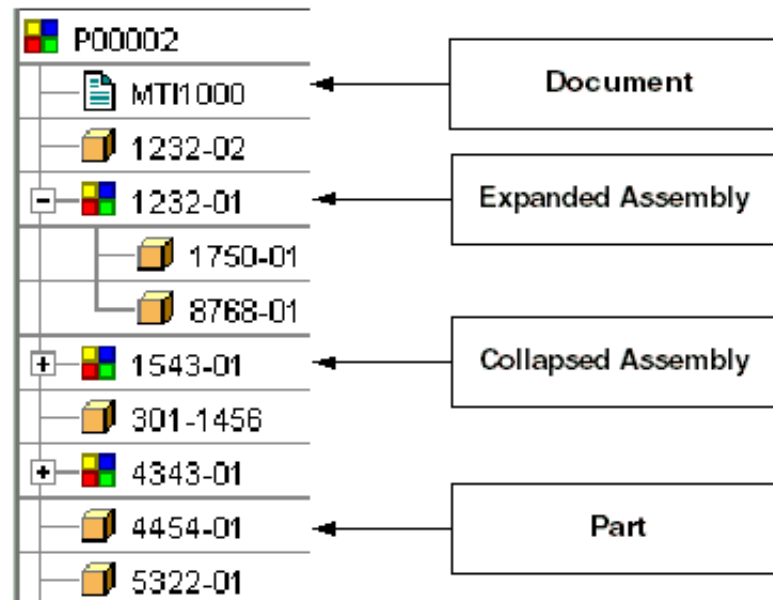 P00002
MTI1000
Document
1232-02
1232-01
Expanded Assembly
1750-01
8768-01
1543-01
Collapsed Assembly
301-1456
4343-01
4454-01
Part
5322-01